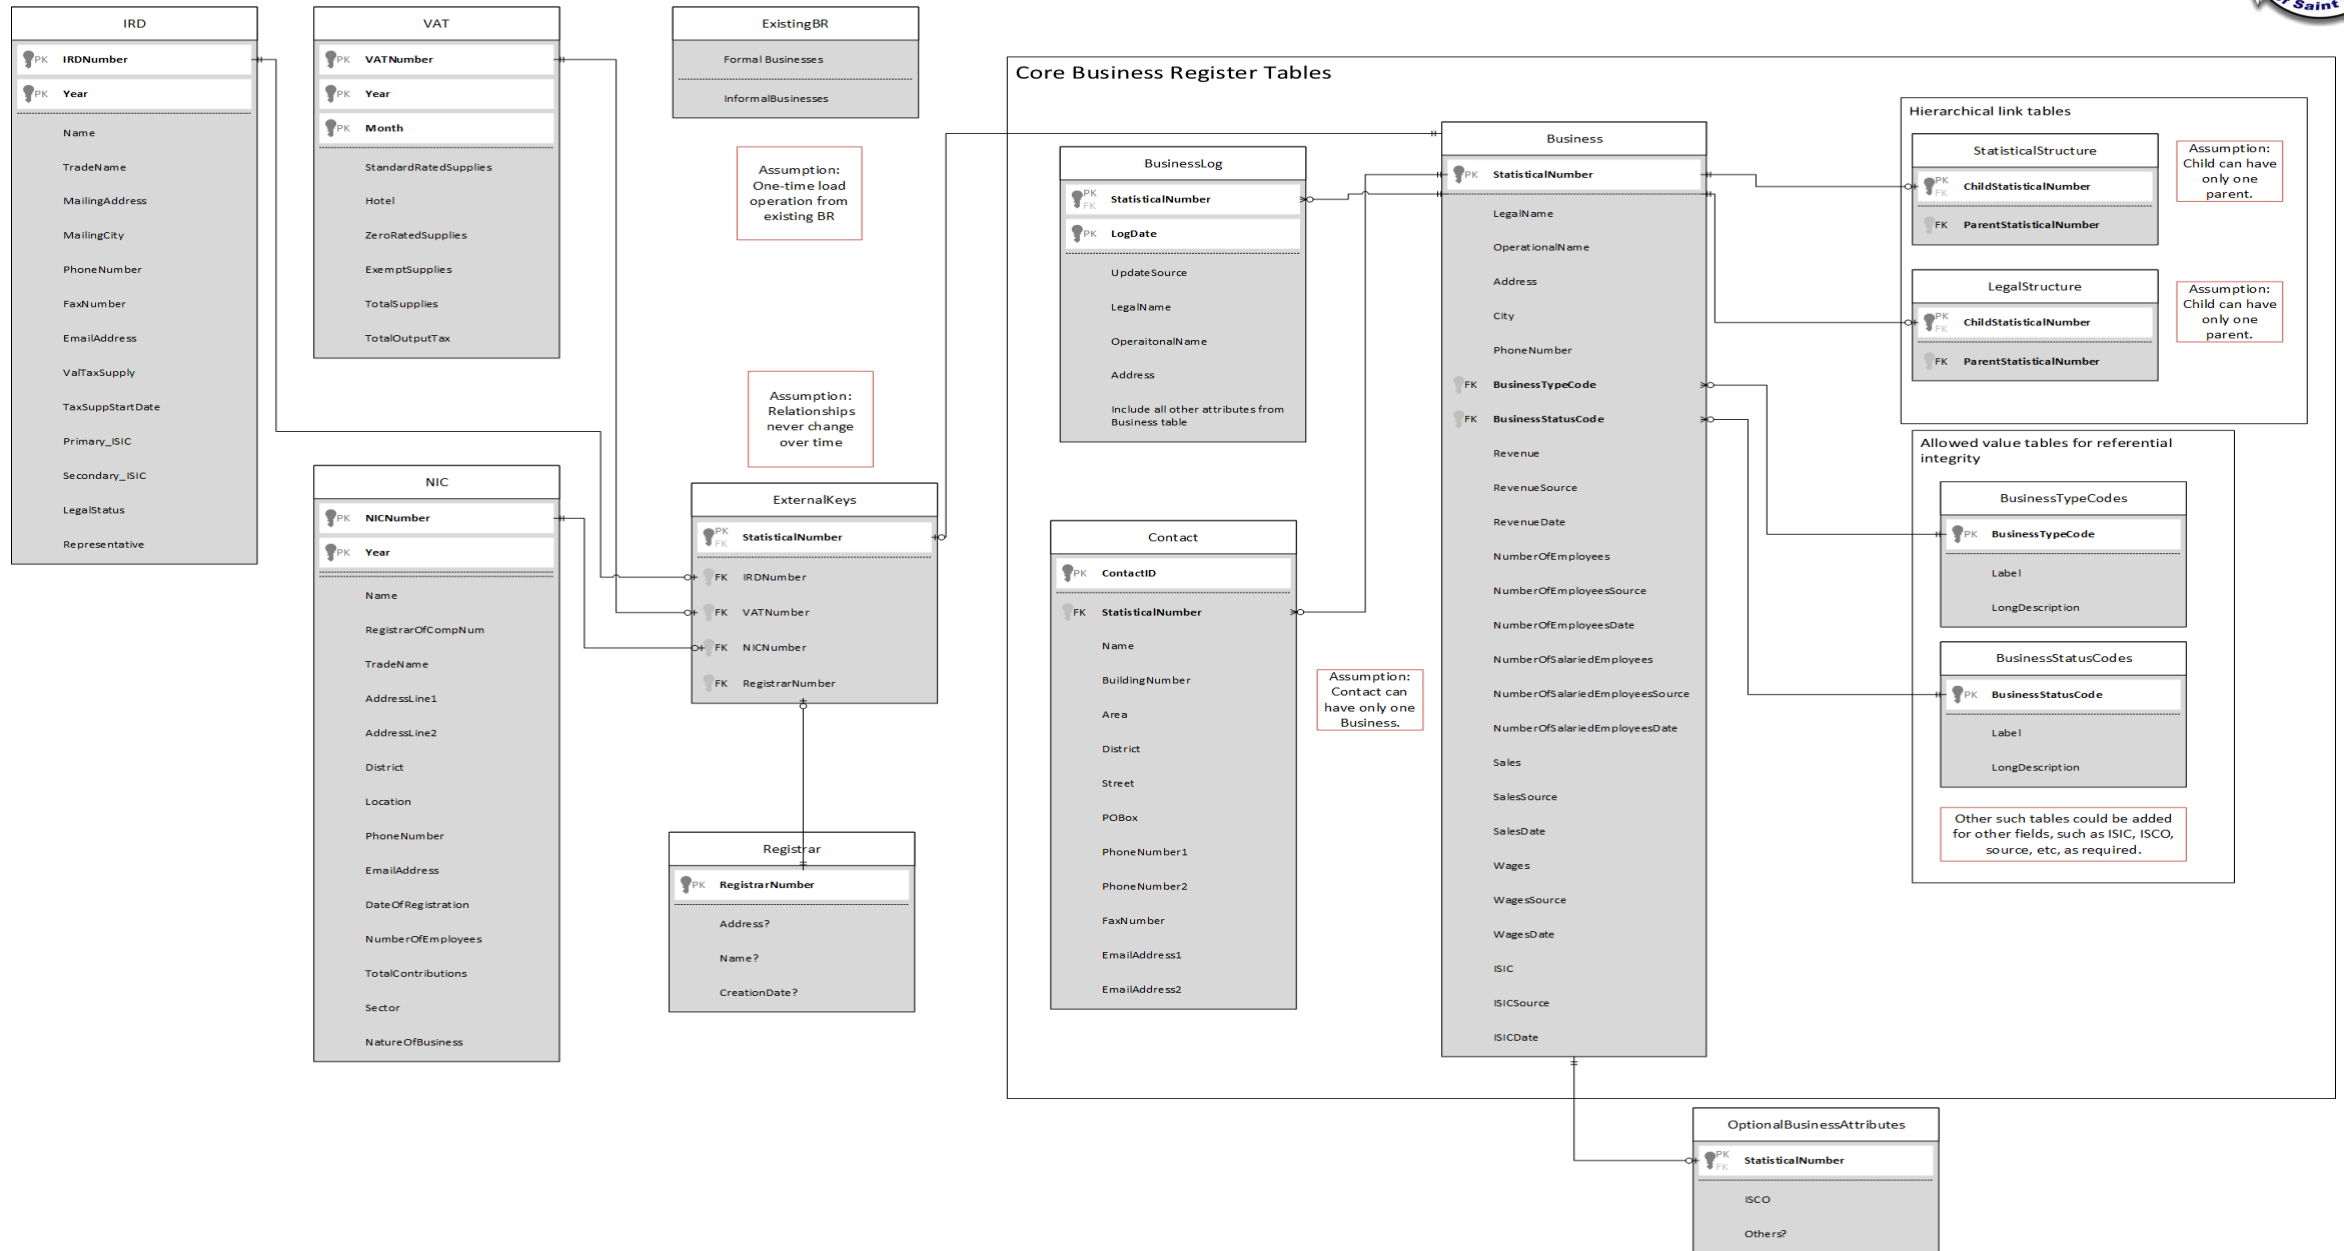 IRD
PK IRDNumber
PK Year
Name
TradeName
MailingAddress
MailingCity
PhoneNumber
FaxNumber
EmailAddress
ValTaxSupply
TaxSuppStartDate
Primary_ISIC
Secondary_ISIC
LegalStatus
Representative
VAT
PK VATNumber
PK Year
PK Month
StandardRatedSupplies
Hotel
ZeroRatedSupplies
ExemptSupplies
TotalSupplies
TotalOutputTax
NIC
PK NICNumber
PK Year
Name
RegistrarOfCompNum
TradeName
AddressLine1
AddressLine2
District
Location
PhoneNumber
EmailAddress
DateOfRegistration
NumberOfEmployees
TotalContributions
Sector
NatureOfBusiness
ExistingBR
Formal Businesses
InformalBusinesses
Assumption:
One-time load
operation from
existing BR
Assumption:
Relationships
never change
over time
ExternalKeys
PK
FK
StatisticalNumber
FK IRDNumber
FK VATNumber
FK NICNumber
FK RegistrarNumber
Registrar
PK RegistrarNumber
Address?
Name?
CreationDate?
Core Business Register Tables
BusinessLog
PK
FK
StatisticalNumber
PK LogDate
UpdateSource
LegalName
OperaitonalName
Address
Include all other attributes from
Business table
Contact
PK ContactID
FK StatisticalNumber
Name
BuildingNumber
Area
District
Street
POBox
PhoneNumber1
PhoneNumber2
FaxNumber
EmailAddress1
EmailAddress2
Assumption:
Contact can
have only one
Business.
Business
PK StatisticalNumber
LegalName
OperationalName
Address
City
PhoneNumber
FK BusinessTypeCode
FK BusinessStatusCode
Revenue
RevenueSource
RevenueDate
NumberOfEmployees
NumberOfEmployeesSource
NumberOfEmployeesDate
NumberOfSalariedEmployees
NumberOfSalariedEmployeesSource
NumberOfSalariedEmployeesDate
Sales
SalesSource
SalesDate
Wages
WagesSource
WagesDate
ISIC
ISICSource
ISICDate
Hierarchical link tables
StatisticalStructure
PK
FK
ChildStatisticalNumber
FK ParentStatisticalNumber
Assumption:
Child can have
only one
parent.
LegalStructure
PK
FK
ChildStatisticalNumber
FK ParentStatisticalNumber
Assumption:
Child can have
only one
parent.
Allowed value tables for referential
integrity
BusinessTypeCodes
PK BusinessTypeCode
Label
LongDescription
BusinessStatusCodes
PK BusinessStatusCode
Label
LongDescription
Other such tables could be added
for other fields, such as ISIC, ISCO,
source, etc, as required.
OptionalBusinessAttributes
PK
FK
StatisticalNumber
ISCO
Others?
Saint